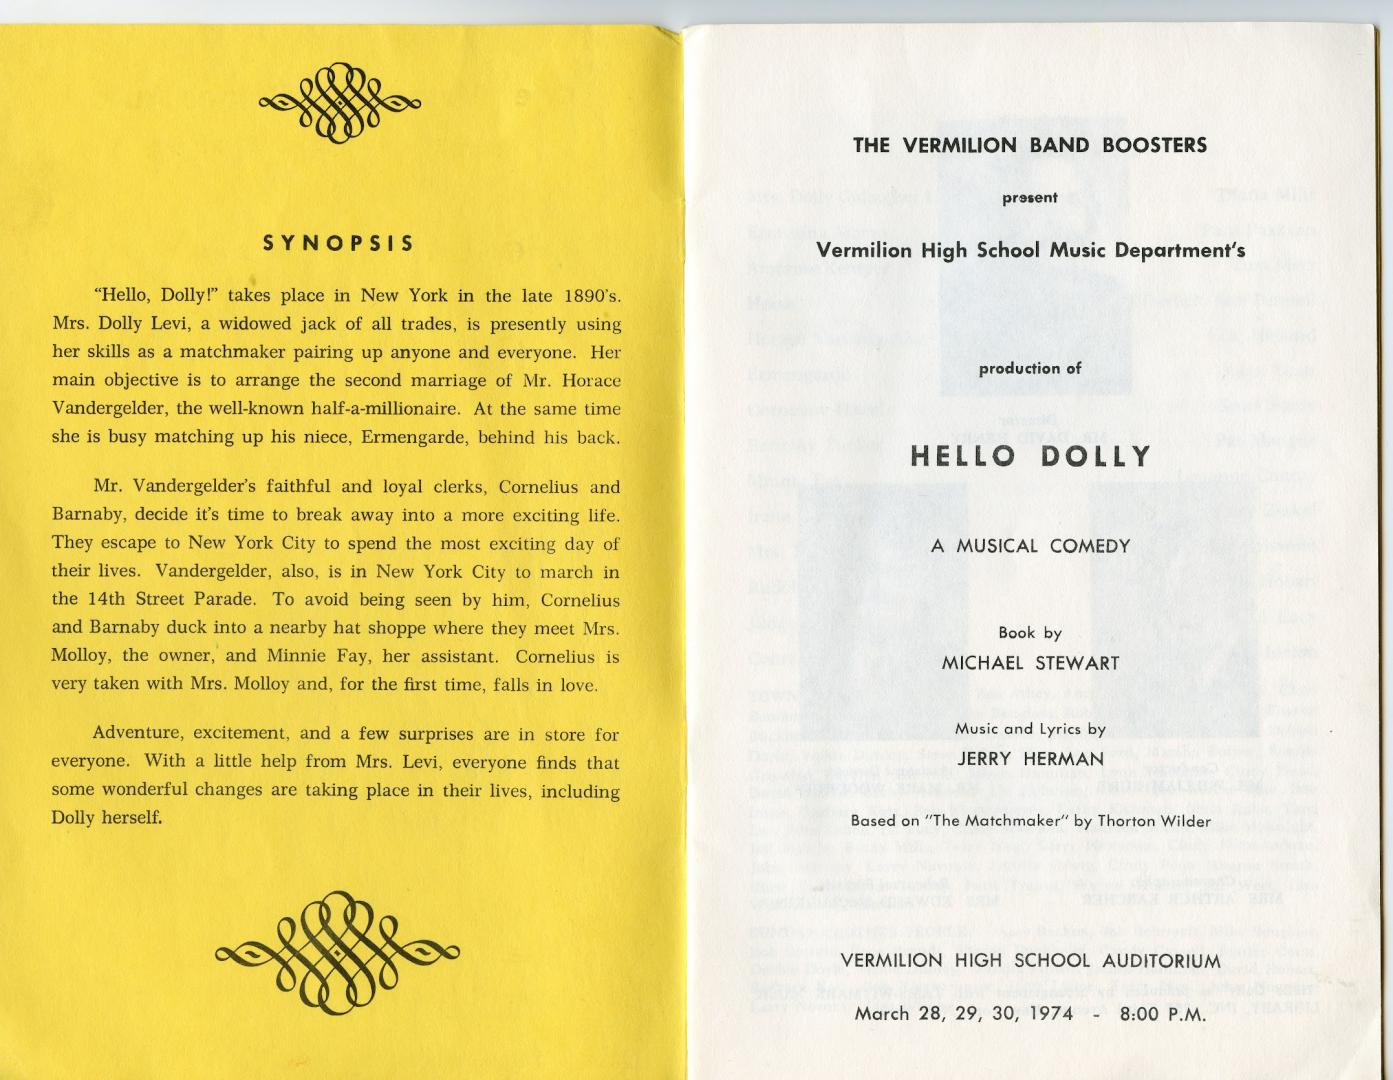 SYNOPSIS
"Hello, Dolly!" takes place in New York in the late 1890's.
Mrs. Dolly Levi, a widowed jack of all trades, is presently using
her skills as a matchmaker pairing up anyone and everyone. Her
main objective is to arrange the second marriage of Mr. Horace
Vandergelder, the well-known half-a-millionaire. At the same time
she is busy matching up his niece, Ermengarde, behind his back.
Mr. Vandergelder's faithful and loyal clerks, Cornelius and
Barnaby, decide it's time to break away into a more exciting life.
They escape to New York City to spend the most exciting day of
their lives. Vandergelder, also, is in New York City to march in
the 14th Street Parade. To avoid being seen by him, Cornelius
and Barnaby duck into a nearby hat shoppe where they meet Mrs.
Molloy, the owner, and Minnie Fay, her assistant. Cornelius is
very taken with Mrs. Molloy and, for the first time, falls in love.
Adventure, excitement, and a few surprises are in store for
everyone. With a little help from Mrs. Levi, everyone finds that
some wonderful changes are taking place in their lives, including
Dolly herself.
THE VERMILION BAND BOOSTERS
present
Vermilion High School Music Department's
production of
HELLO DOLLY
A MUSICAL COMEDY
Book by
MICHAEL STEWART
Music and Lyrics by
JERRY HERMAN
Based on "The Matchmaker" by Thorton Wilder
VERMILION HIGH SCHOOL AUDITORIUM
March 28, 29, 30, 1974 - 8:00 P.M.